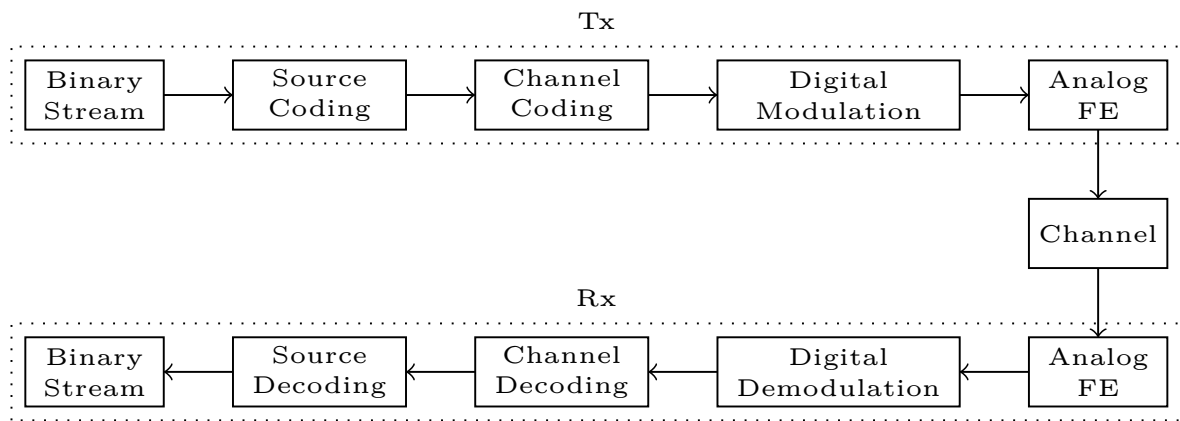 Tx
Binary
Stream
Source
Coding
Channel
Coding
Digital
Modulation
Analog
FE
Channel
Rx
Binary
Stream
Source
Decoding
Channel
Decoding
Digital
Demodulation
Analog
FE